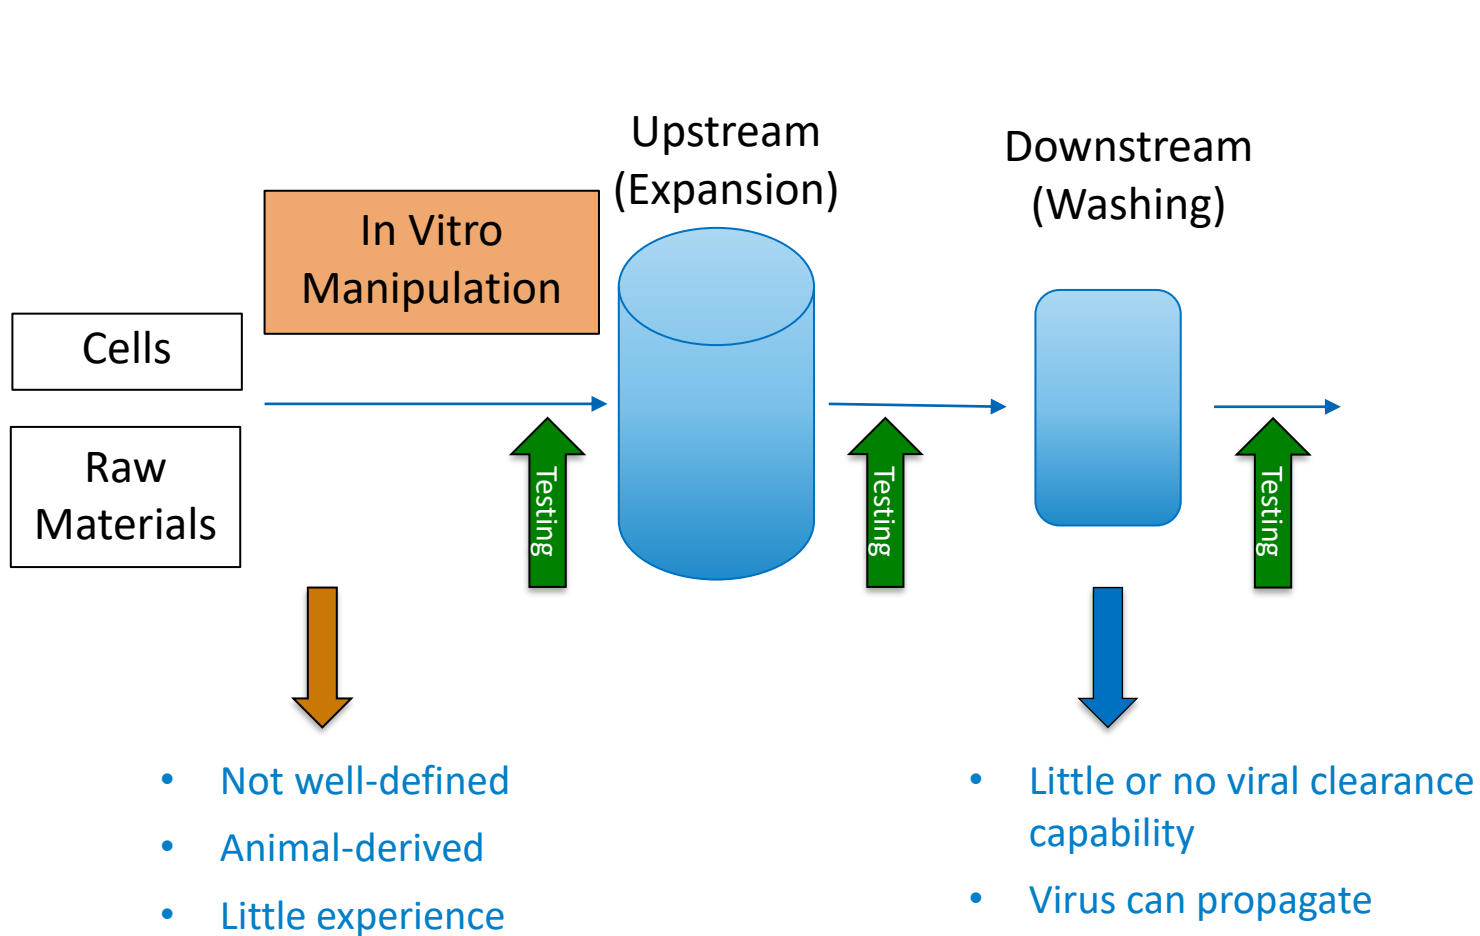 Upstream
(Expansion)
Downstream
(Washing)
In Vitro
Manipulation
Cells
Raw
Materials
Testing
Testing
Testing
• Not well-defined
• Animal-derived
• Little experience
• Little or no viral clearance
capability
• Virus can propagate